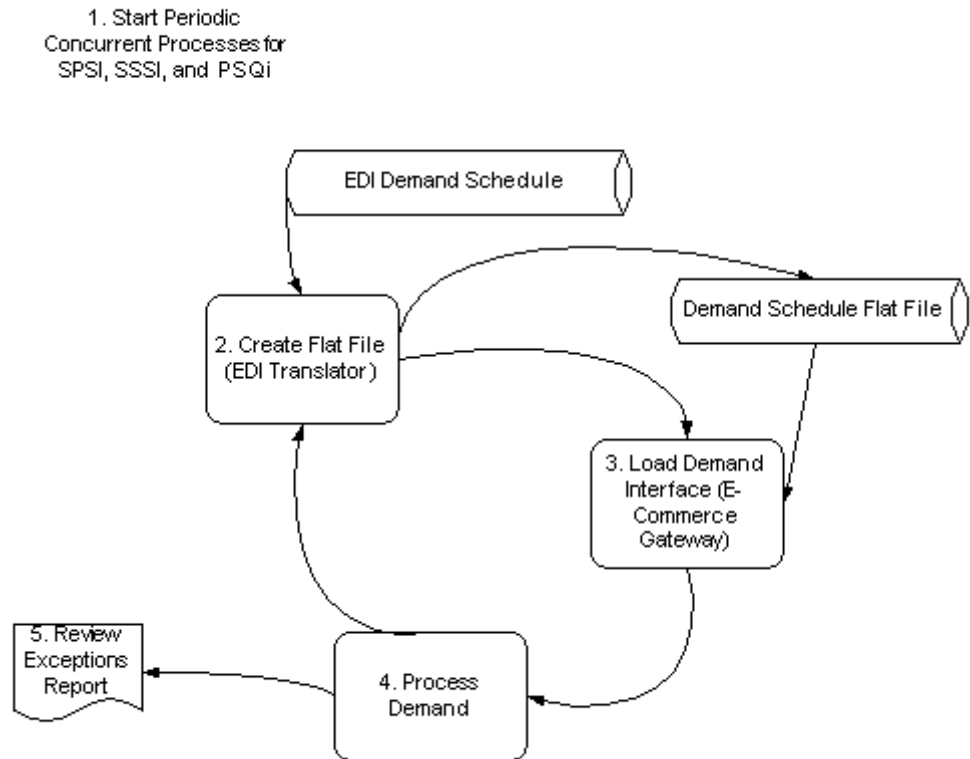 1. Start Periodic
Concurrent Processes for
SPSI, SSSI, and PSQi
EDI Demand Schedule
Demand Schedule Flat File
2. Create Flat File
(EDI Translator)
3. Load Demand
Interface (E-
Commerce
Gateway)
5. Review
Exceptions
Report
4. Process
Demand